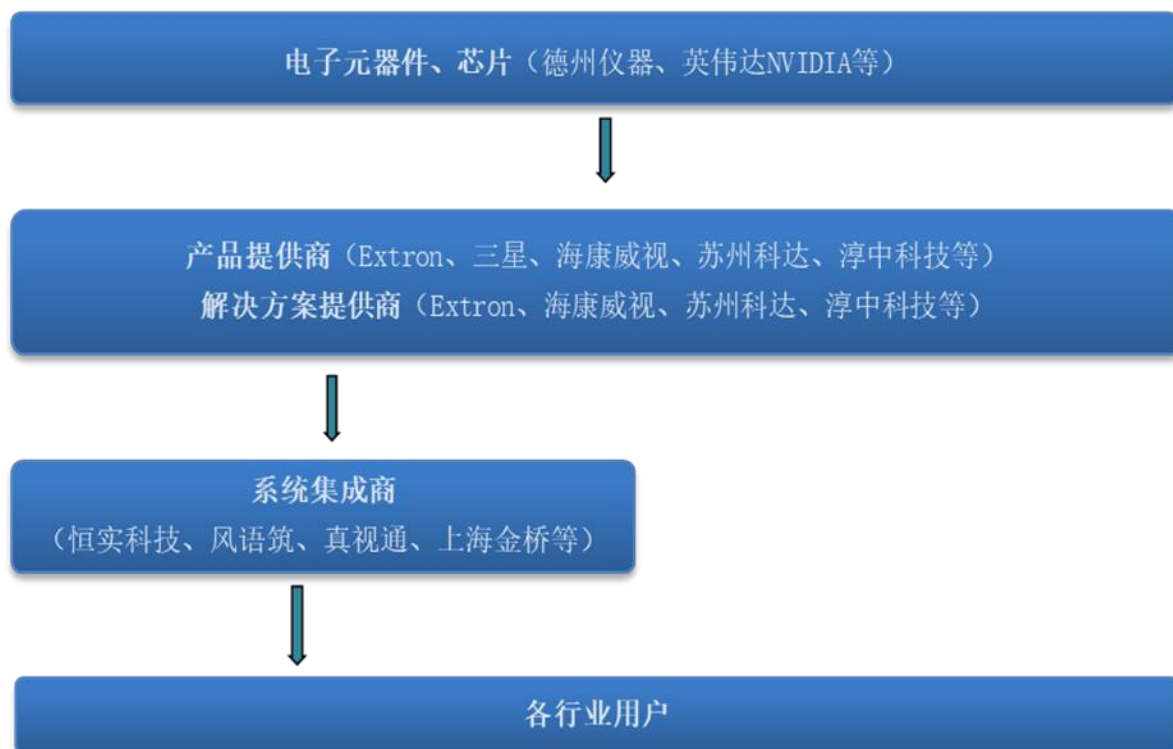 电子元器件、芯片（德州仪器、英伟达NVIDIA等）
产品提供商（Extron、三星、海康威视、苏州科达、淳中科技等）
解决方案提供商（Extron、海康威视、苏州科达、淳中科技等）
系统集成商
（恒实科技、风语筑、真视通、上海金桥等）
各行业用户